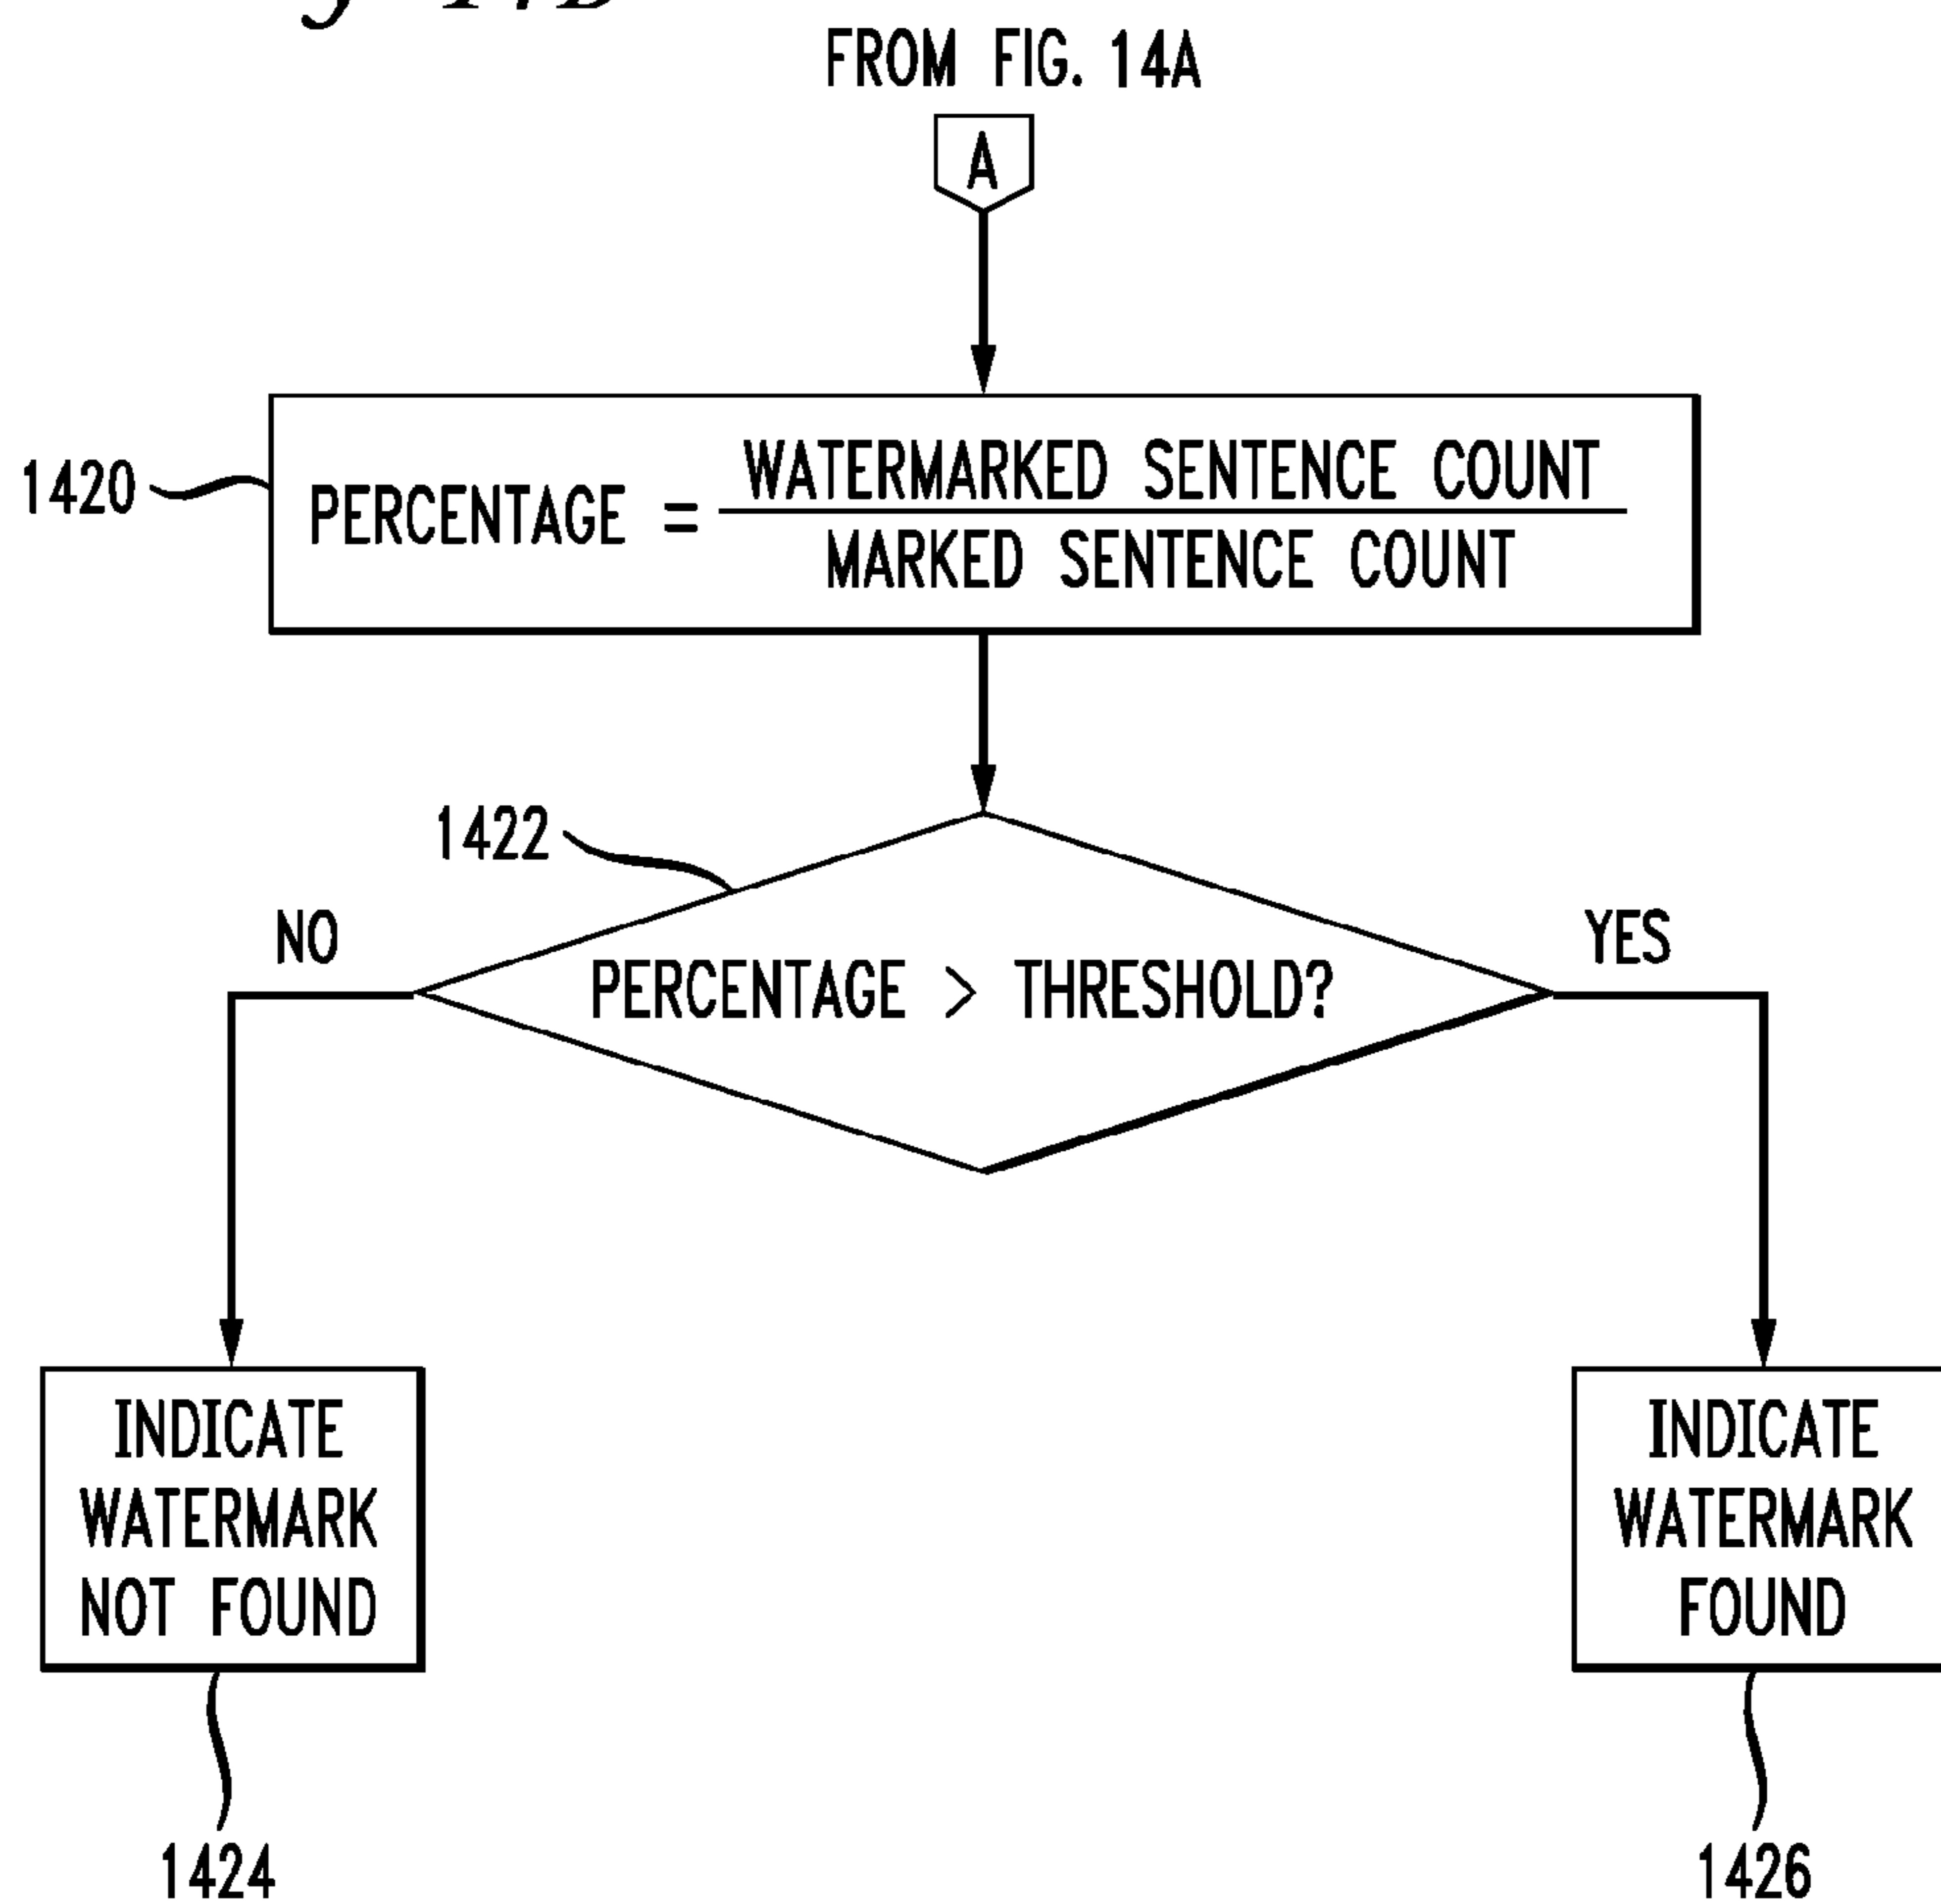 FROM FIG. 14A
A
1420
PERCENTAGE = WATERMARKED SENTENCE COUNT
MARKED SENTENCE COUNT
1422
NO
YES
PERCENTAGE > THRESHOLD?
INDICATE
WATERMARK
NOT FOUND
INDICATE
WATERMARK
FOUND
1424
1426